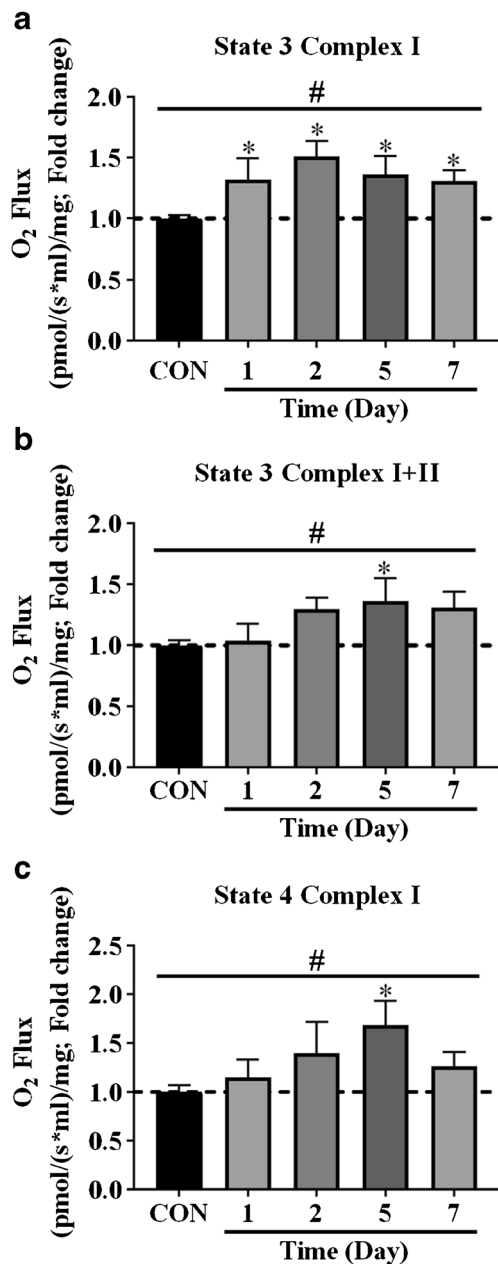 a
State 3 Complex I
O2 Flux
(pmol/(s*ml)/mg; Fold change)
2.0
1.5
1.0
0.5
0.0
#
* * * *
CON 1 2 5 7
Time (Day)
b
State 3 Complex I+II
O2 Flux
(pmol/(s*ml)/mg; Fold change)
2.0
1.5
1.0
0.5
0.0
#
*
CON 1 2 5 7
Time (Day)
c
State 4 Complex I
O2 Flux
(pmol/(s*ml)/mg; Fold change)
2.5
2.0
1.5
1.0
0.5
0.0
#
*
CON 1 2 5 7
Time (Day)